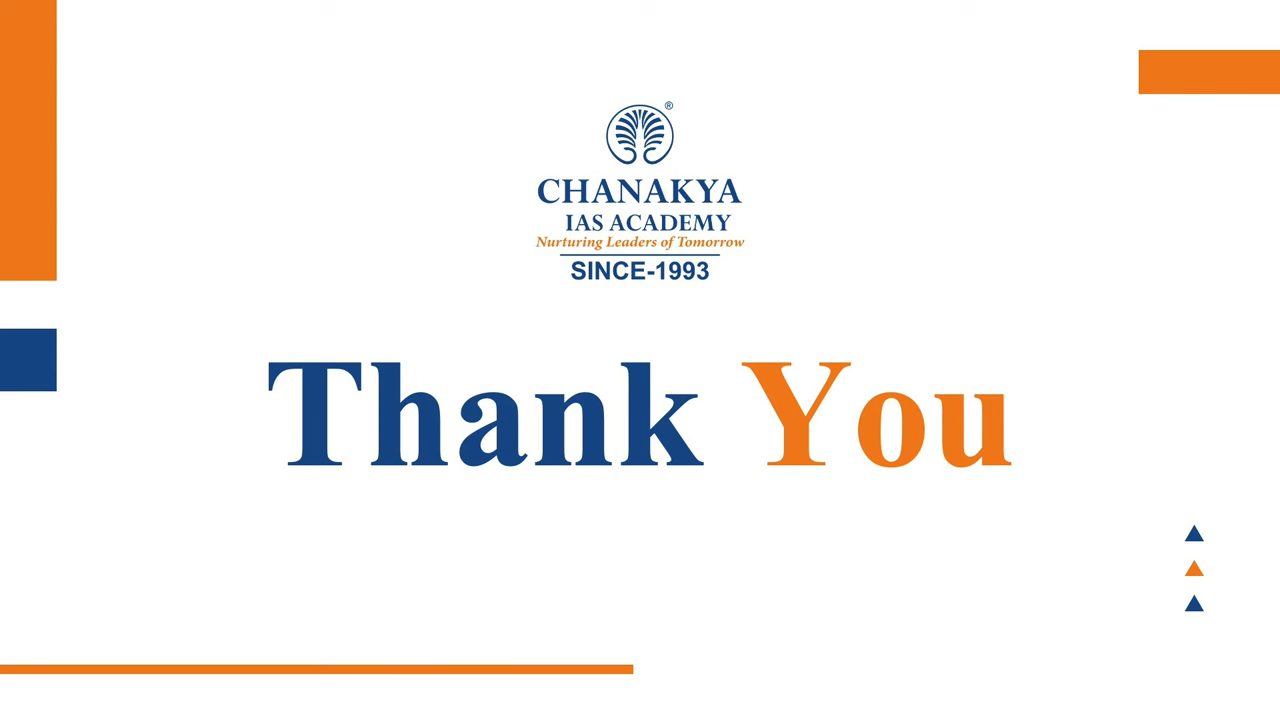 ®
CHANAKYA
IAS ACADEMY
Nurturing Leaders of Tomorrow
SINCE-1993
Thank You